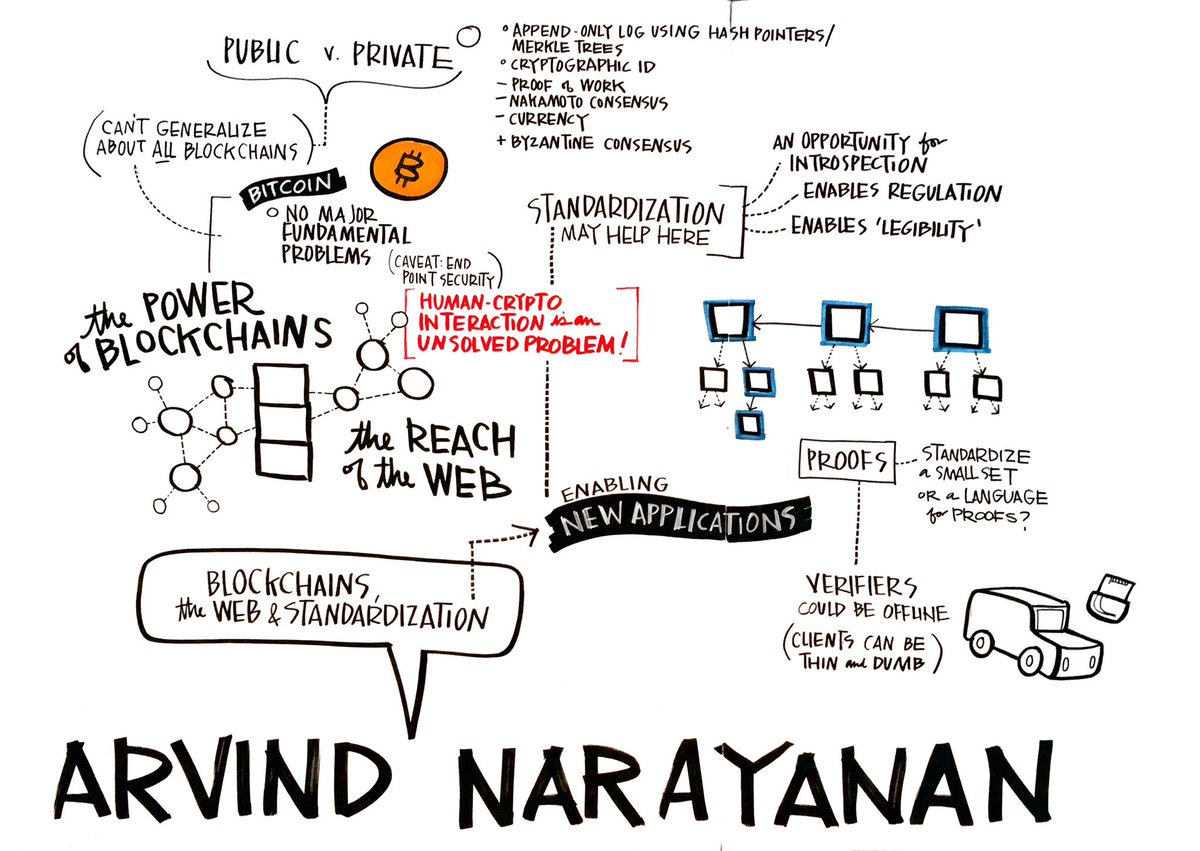 PUBLIC v. PRIVATE
° APPEND-ONLY LOG USING HASH POINTERS/
MERKLE TREES
° CRYPTOGRAPHIC ID
- PROOF of WORK
- NAKAMOTO CONSENSUS
- CURRENCY
+ BYZANTINE CONSENSUS
(CAN'T GENERALIZE
ABOUT ALL BLOCKCHAINS)
BITCOIN
B
° NO MAJOR
FUNDAMENTAL
PROBLEMS
(CAVEAT: END
POINT SECURITY)
[HUMAN-CRYPTO
INTERACTION is an
UNSOLVED PROBLEM!]
STANDARDIZATION
MAY HELP HERE
AN OPPORTUNITY for
INTROSPECTION
ENABLES REGULATION
ENABLES 'LEGIBILITY'
the POWER
of BLOCKCHAINS
the REACH
of the WEB
ENABLING
NEW APPLICATIONS
PROOFS
STANDARDIZE
a SMALL SET
OR a LANGUAGE
for PROOFS?
VERIFIERS
COULD BE OFFLINE
(CLIENTS CAN BE
THIN and DUMB)
BLOCKCHAINS,
the WEB & STANDARDIZATION
ARVIND NARAYANAN